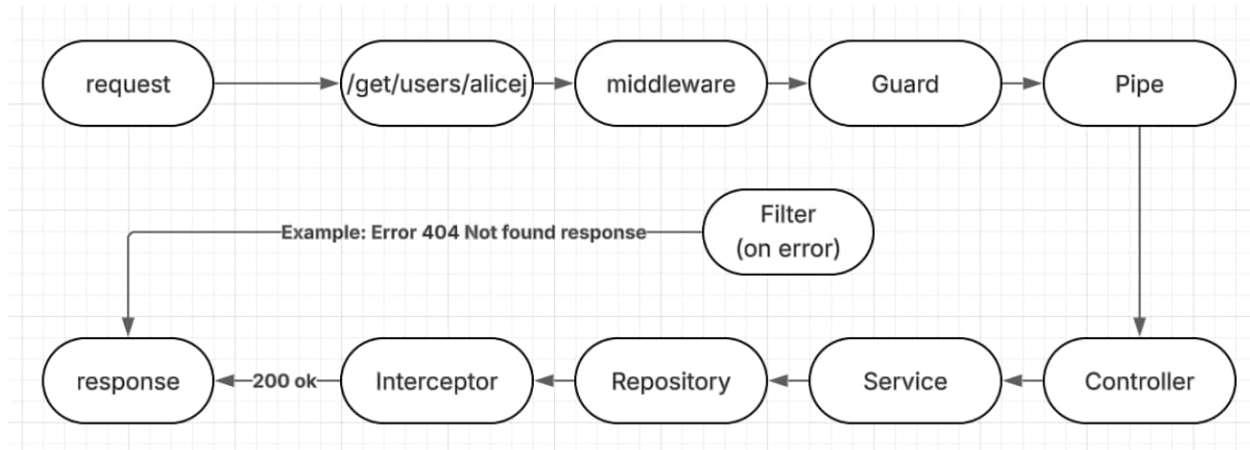 request
/get/users/alicej
middleware
Guard
Pipe
Filter
(on error)
Example: Error 404 Not found response
response
200 ok
Interceptor
Repository
Service
Controller